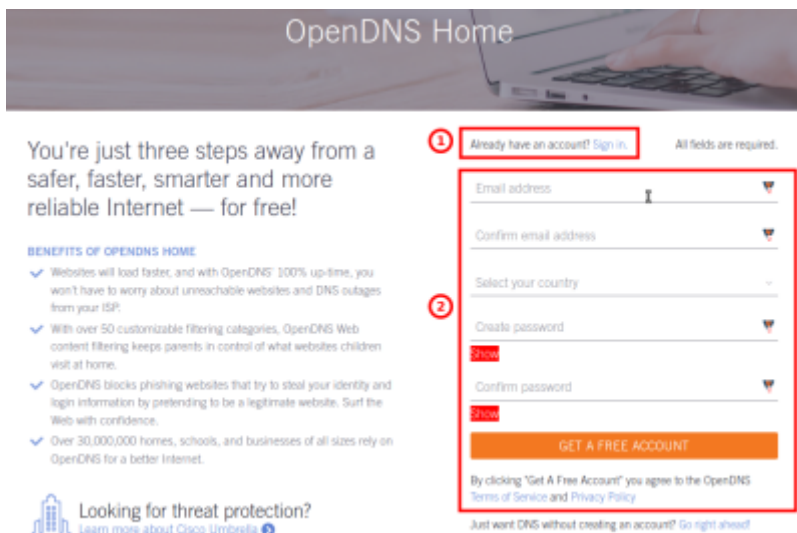 OpenDNS Home
You're just three steps away from a
safer, faster, smarter and more
reliable Internet — for free!
BENEFITS OF OPENDNS HOME
Websites will load faster, and with OpenDNS' 100% up-time, you
won't have to worry about unreachable websites and DNS outages
from your ISP.
With over 50 customizable filtering categories, OpenDNS Web
content filtering keeps parents in control of what websites children
visit at home.
OpenDNS blocks phishing websites that try to steal your identity and
login information by pretending to be a legitimate website. Surf the
Web with confidence.
Over 30,000,000 homes, schools, and businesses of all sizes rely on
OpenDNS for a better Internet.
Looking for threat protection?
Learn more about Cisco Umbrella
1
Already have an account? Sign in.
All fields are required.
2
Email address
Confirm email address
Select your country
Create password
Show
Confirm password
Show
GET A FREE ACCOUNT
By clicking "Get A Free Account" you agree to the OpenDNS
Terms of Service and Privacy Policy
Just want DNS without creating an account? Go right ahead!